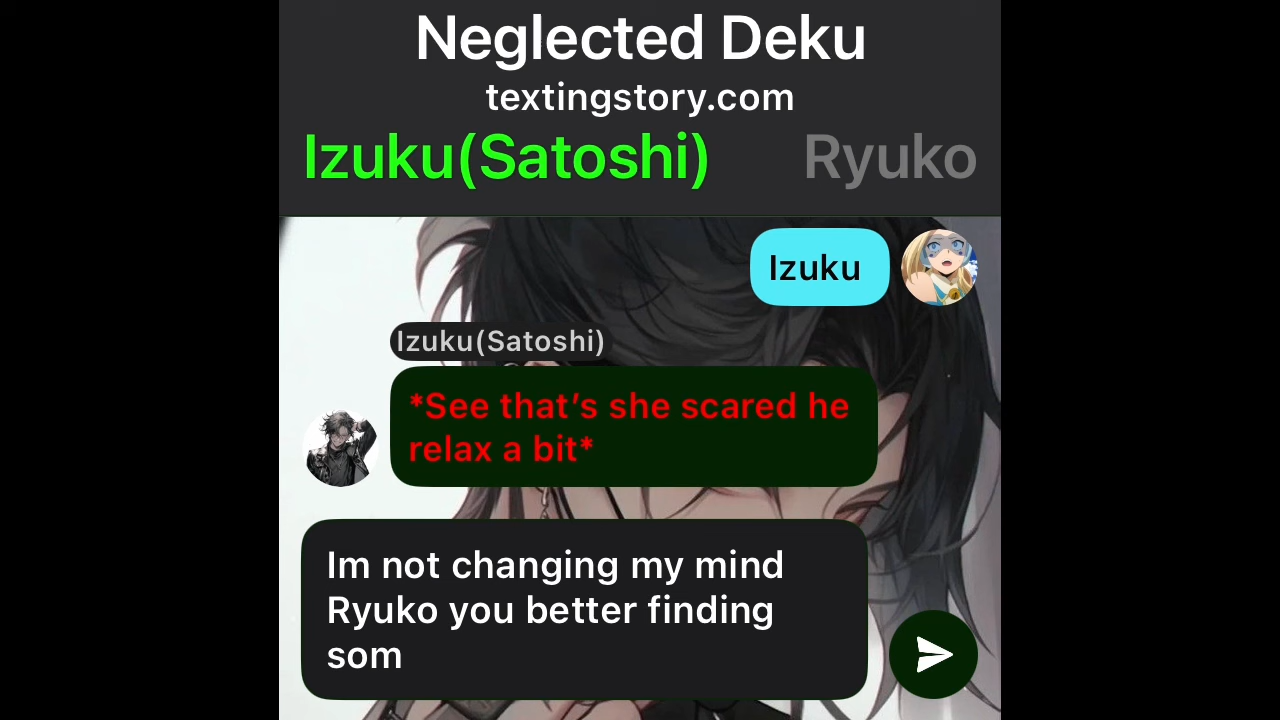 Neglected Deku
textingstory.com
Izuku(Satoshi) Ryuko
Izuku
Izuku(Satoshi)
*See that’s she scared he
relax a bit*
Im not changing my mind
Ryuko you better finding
som